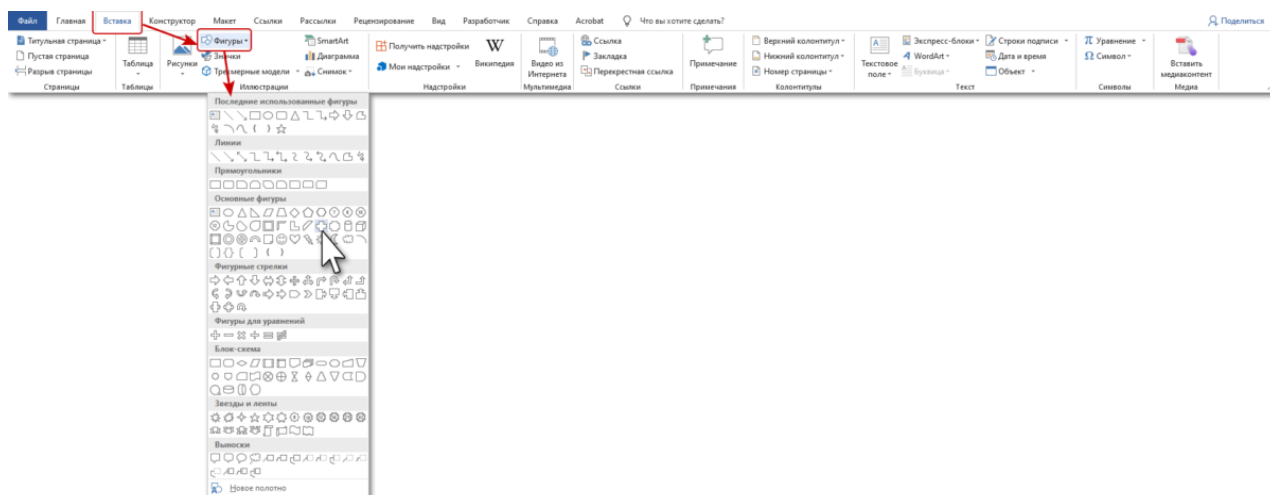 Файл Главная Вставка Конструктор Макет Ссылки Рассылки Рецензирование Вид Разработчик Справка Acrobat Что вы хотите сделать? Поделиться
Титульная страница
Пустая страница
Разрыв страницы
Страницы
Таблица
Таблицы
Рисунки
Фигуры
Значки
Трехмерные модели
SmartArt
Диаграмма
Снимок
Иллюстрации
Получить надстройки
Мои надстройки
W
Википедия
Надстройки
Видео из
Интернета
Мультимедиа
Ссылка
Закладка
Перекрестная ссылка
Ссылки
Примечание
Примечания
Верхний колонтитул
Нижний колонтитул
Номер страницы
Колонтитулы
Текстовое
поле
Экспресс-блоки
WordArt
Буквица
Строки подписи
Дата и время
Объект
Текст
π Уравнение
Ω Символ
Символы
Вставить
медиаконтент
Медиа
Последние использованные фигуры
Линии
Прямоугольники
Основные фигуры
Фигурные стрелки
Фигуры для уравнений
Блок-схема
Звезды и ленты
Выноски
Новое полотно